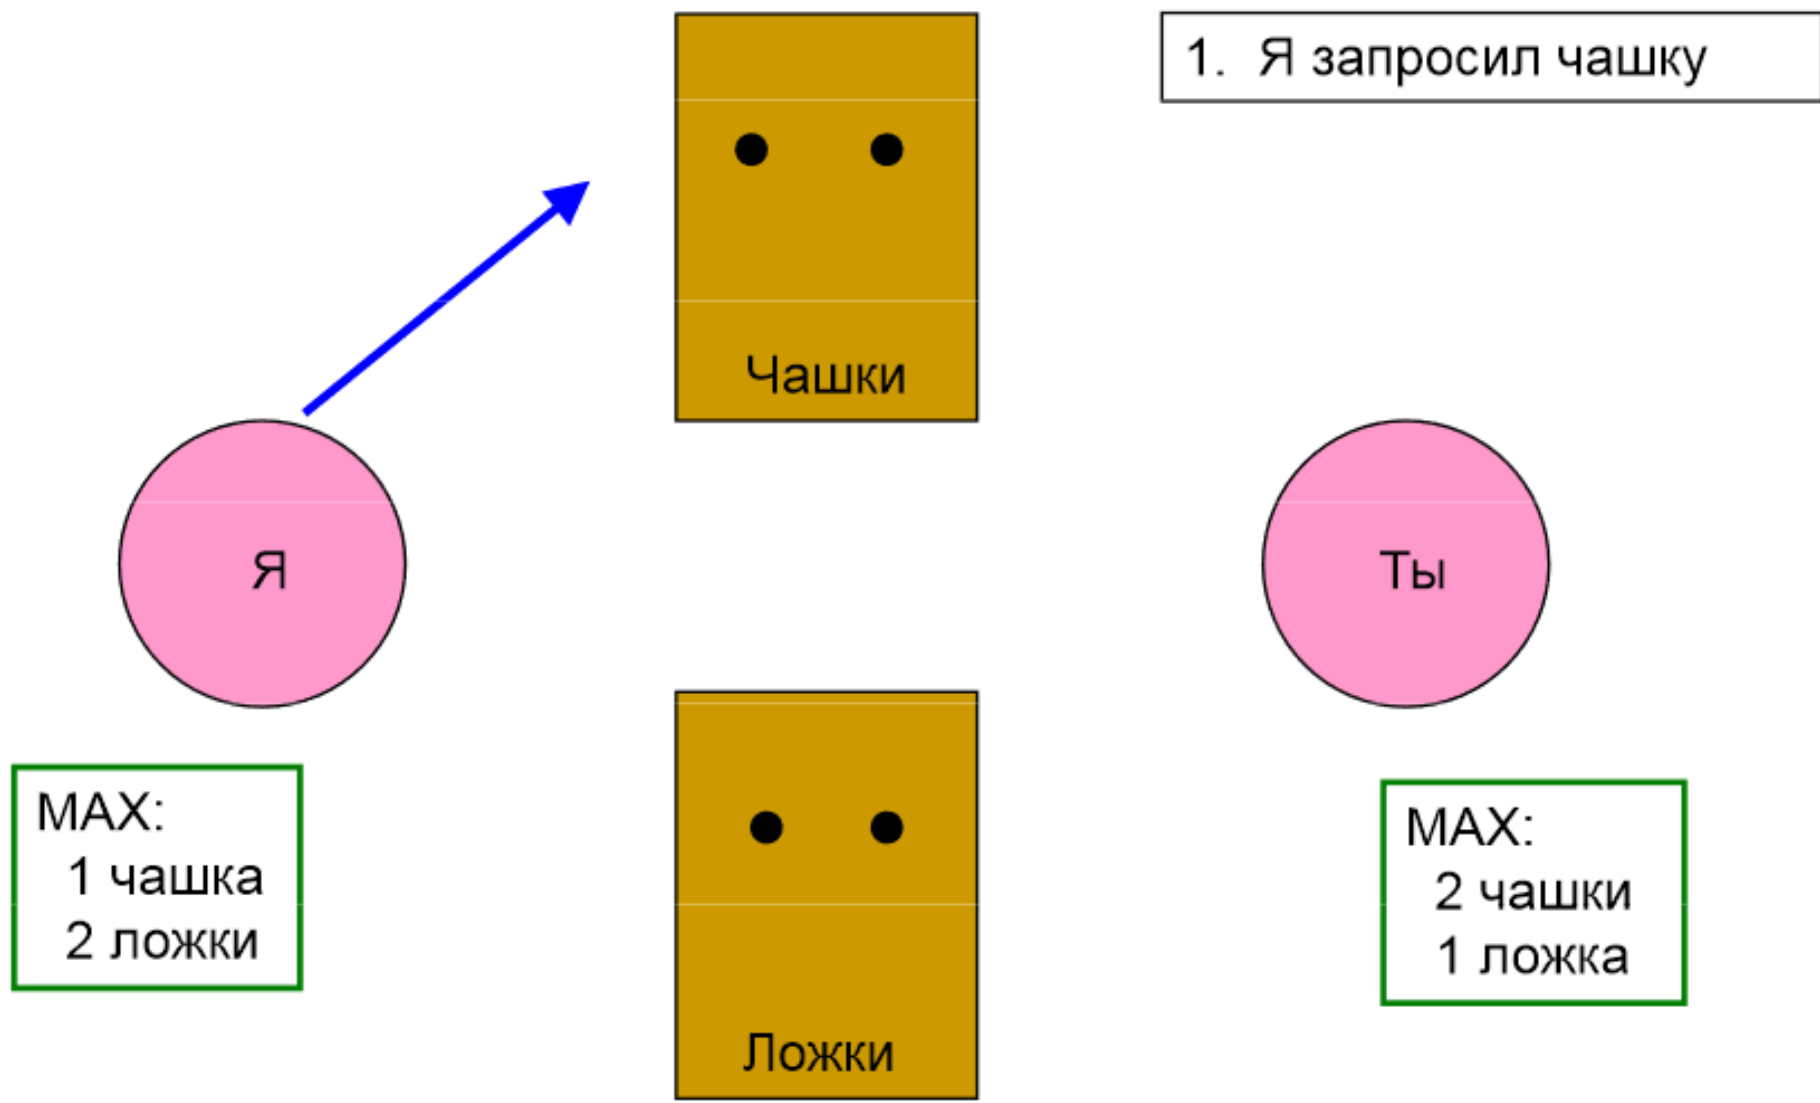 1. Я запросил чашку
Чашки
Я
Ты
MAX:
1 чашка
2 ложки
MAX:
2 чашки
1 ложка
Ложки